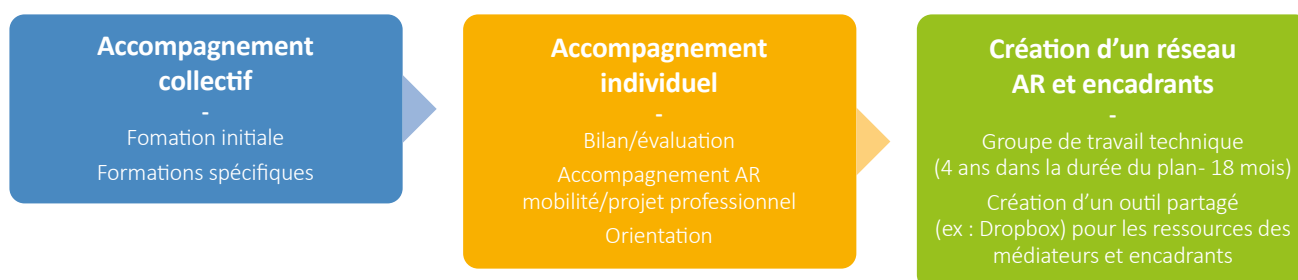 Accompagnement
collectif
-
Fomation initiale
Formations spécifiques
Accompagnement
individuel
-
Bilan/évaluation
Accompagnement AR
mobilité/projet professionnel
Orientation
Création d’un réseau
AR et encadrants
-
Groupe de travail technique
(4 ans dans la durée du plan- 18 mois)
Création d’un outil partagé
(ex : Dropbox) pour les ressources des
médiateurs et encadrants